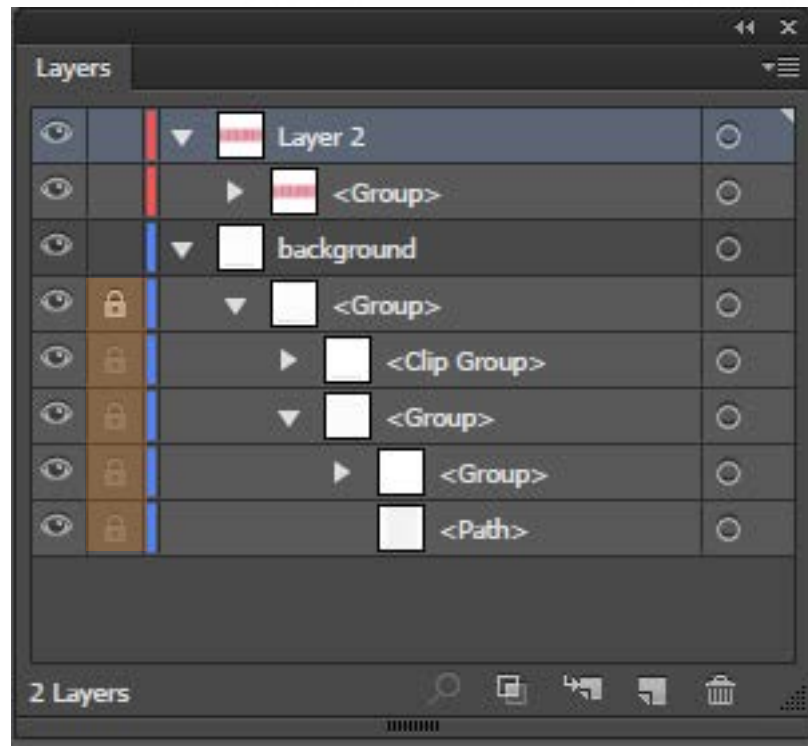 Layers
Layer 2
<Group>
background
<Group>
<Clip Group>
<Group>
<Group>
<Path>
2 Layers